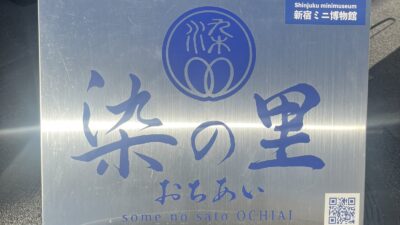 Shinjuku minimuseum
新宿ミニ博物館
染
染の里
おちあい
some no sato OCHIAI